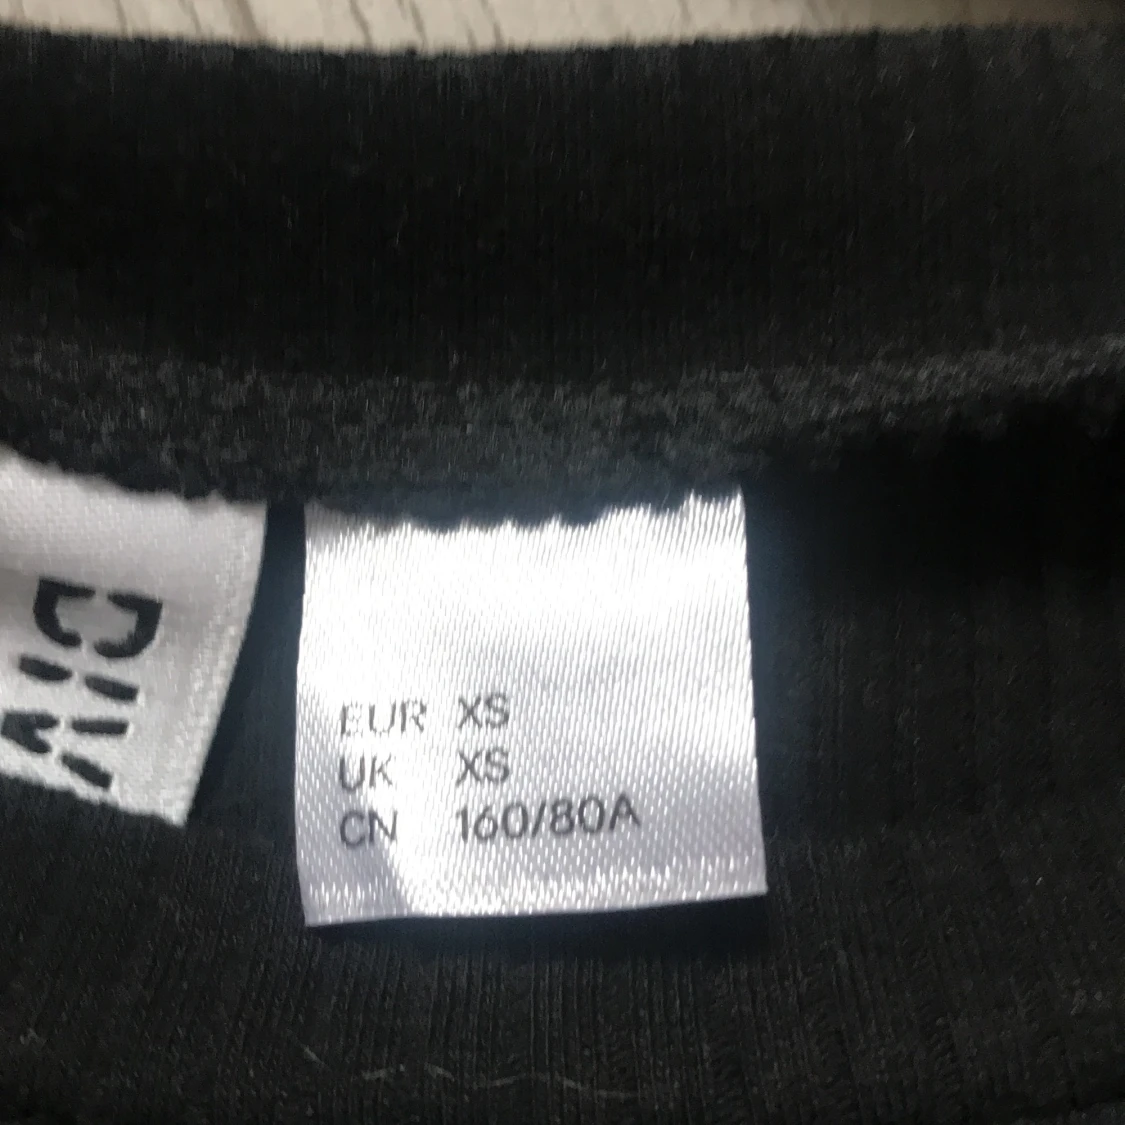 EUR XS
UK XS
CN 160/80A